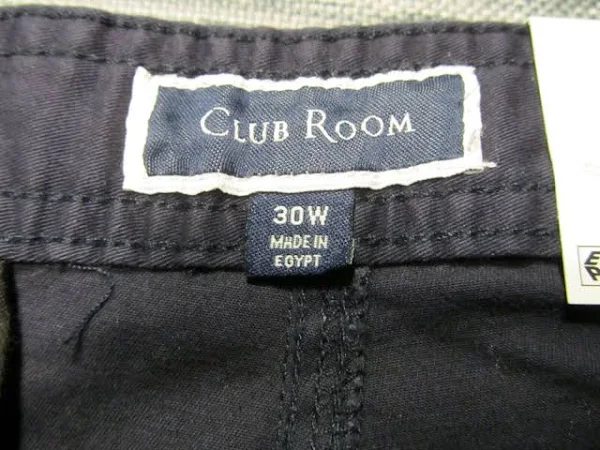 CLUB ROOM
30W
MADE IN
EGYPT